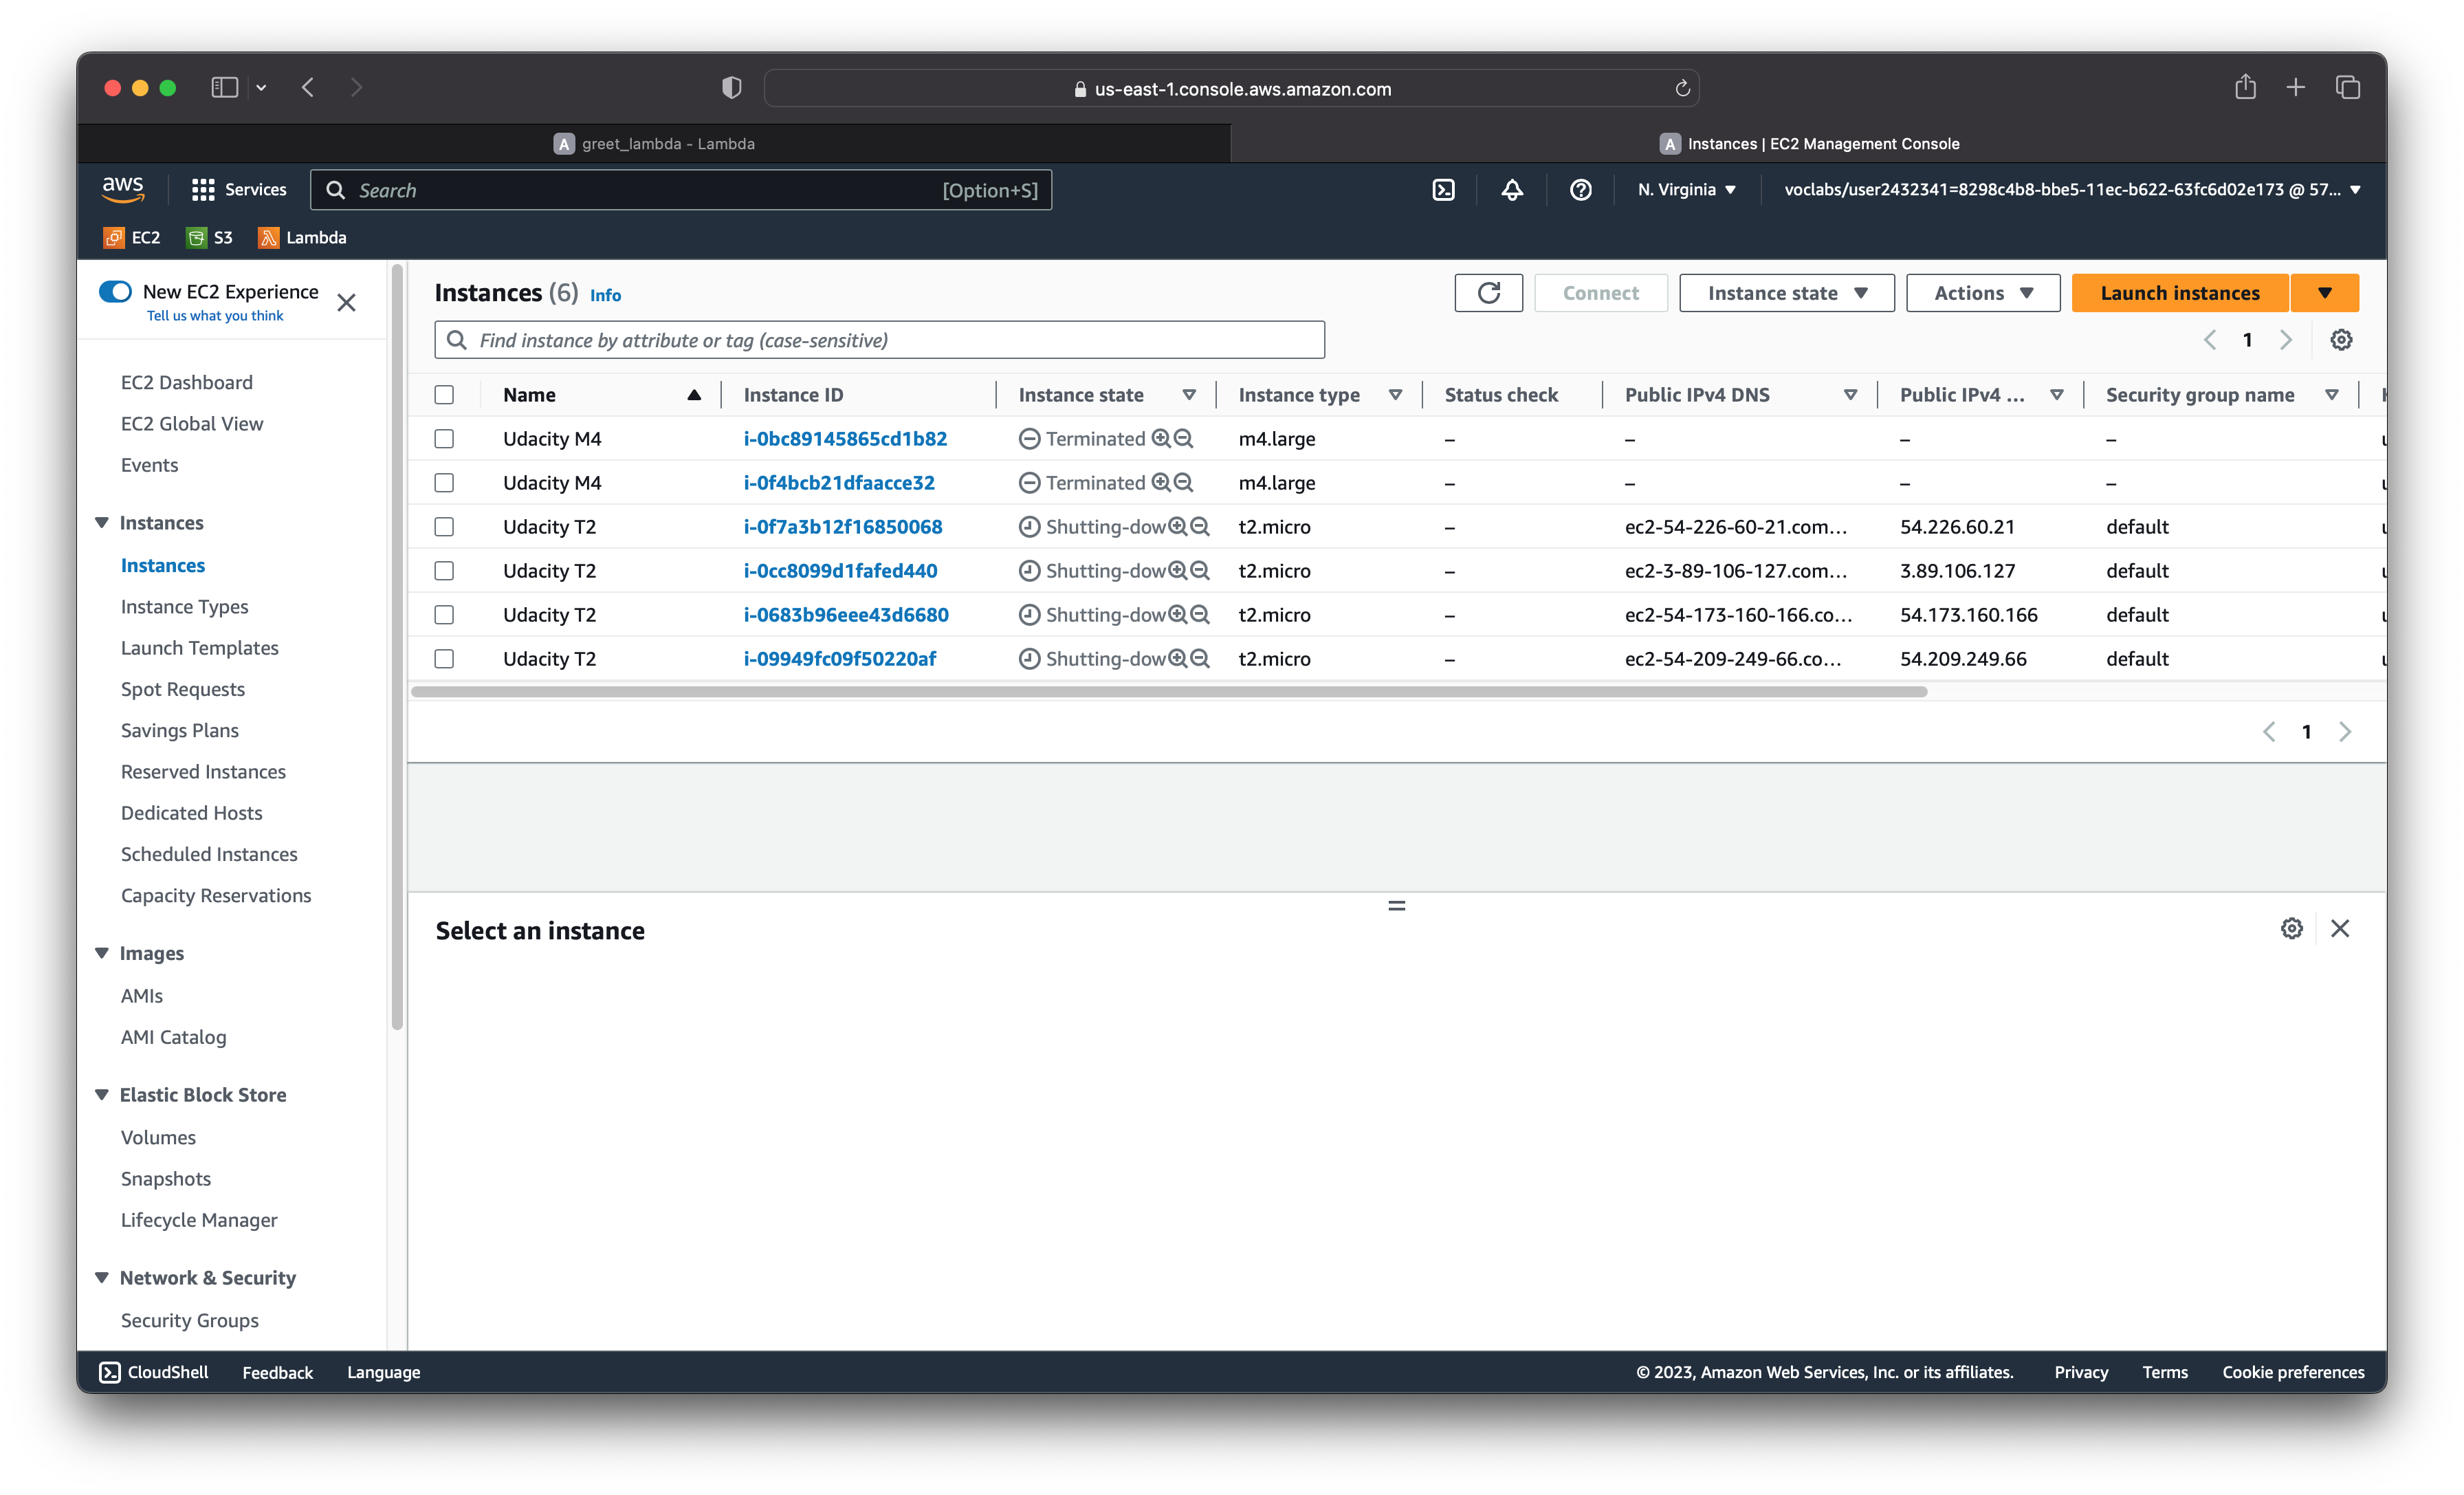 us-east-1.console.aws.amazon.com
A greet_lambda - Lambda
A Instances | EC2 Management Console
aws
Services
Search
[Option+S]
N. Virginia
voclabs/user2432341=8298c4b8-bbe5-11ec-b622-63fc6d02e173 @ 57...
EC2
S3
Lambda
New EC2 Experience
Tell us what you think
EC2 Dashboard
EC2 Global View
Events
Instances
Instances
Instance Types
Launch Templates
Spot Requests
Savings Plans
Reserved Instances
Dedicated Hosts
Scheduled Instances
Capacity Reservations
Images
AMIs
AMI Catalog
Elastic Block Store
Volumes
Snapshots
Lifecycle Manager
Network & Security
Security Groups
Instances (6) Info
Connect
Instance state
Actions
Launch instances
Find instance by attribute or tag (case-sensitive)
1
Name Instance ID Instance state Instance type Status check Public IPv4 DNS Public IPv4 ... Security group name
Udacity M4 i-0bc89145865cd1b82 Terminated m4.large – – – –
Udacity M4 i-0f4bcb21dfaacce32 Terminated m4.large – – – –
Udacity T2 i-0f7a3b12f16850068 Shutting-dow t2.micro – ec2-54-226-60-21.com... 54.226.60.21 default
Udacity T2 i-0cc8099d1fafed440 Shutting-dow t2.micro – ec2-3-89-106-127.com... 3.89.106.127 default
Udacity T2 i-0683b96eee43d6680 Shutting-dow t2.micro – ec2-54-173-160-166.co... 54.173.160.166 default
Udacity T2 i-09949fc09f50220af Shutting-dow t2.micro – ec2-54-209-249-66.co... 54.209.249.66 default
1
Select an instance
CloudShell
Feedback
Language
© 2023, Amazon Web Services, Inc. or its affiliates.
Privacy
Terms
Cookie preferences